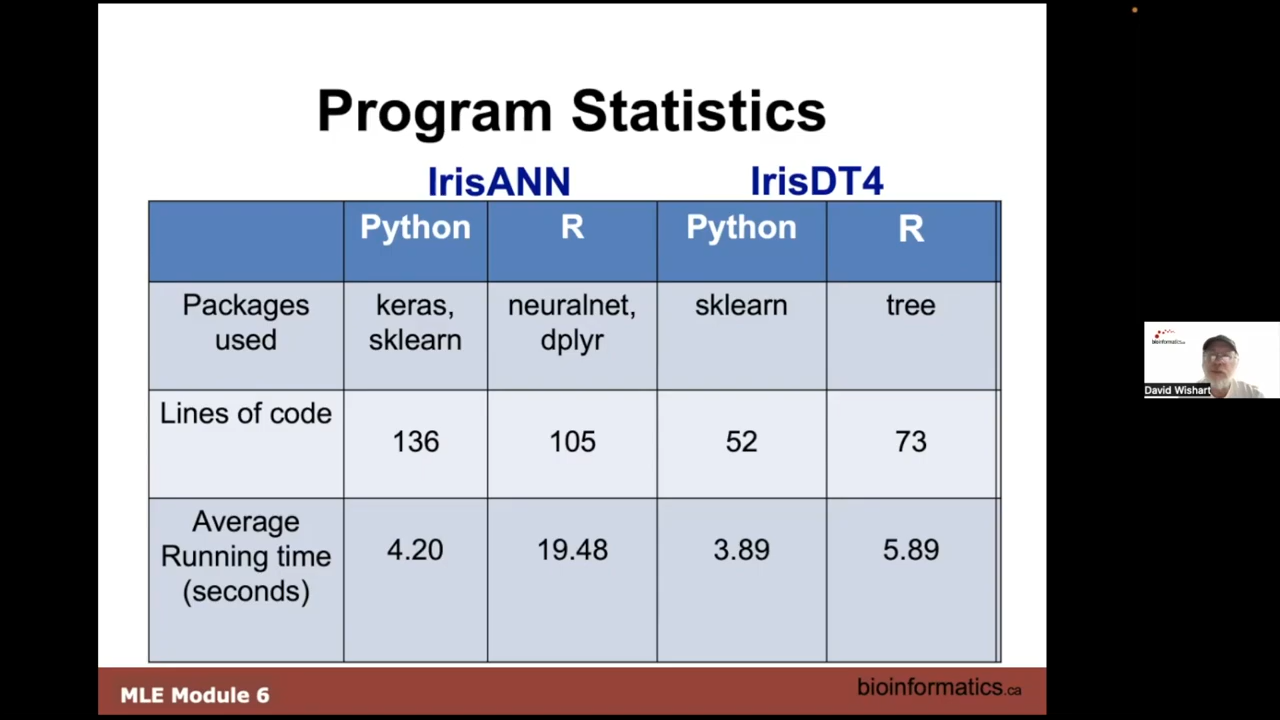 Program Statistics
IrisANN IrisDT4
Python R Python R
Packages used keras, sklearn neuralnet, dplyr sklearn tree
Lines of code 136 105 52 73
Average Running time (seconds) 4.20 19.48 3.89 5.89
MLE Module 6
bioinformatics.ca
bioinformatics.ca
David Wishart